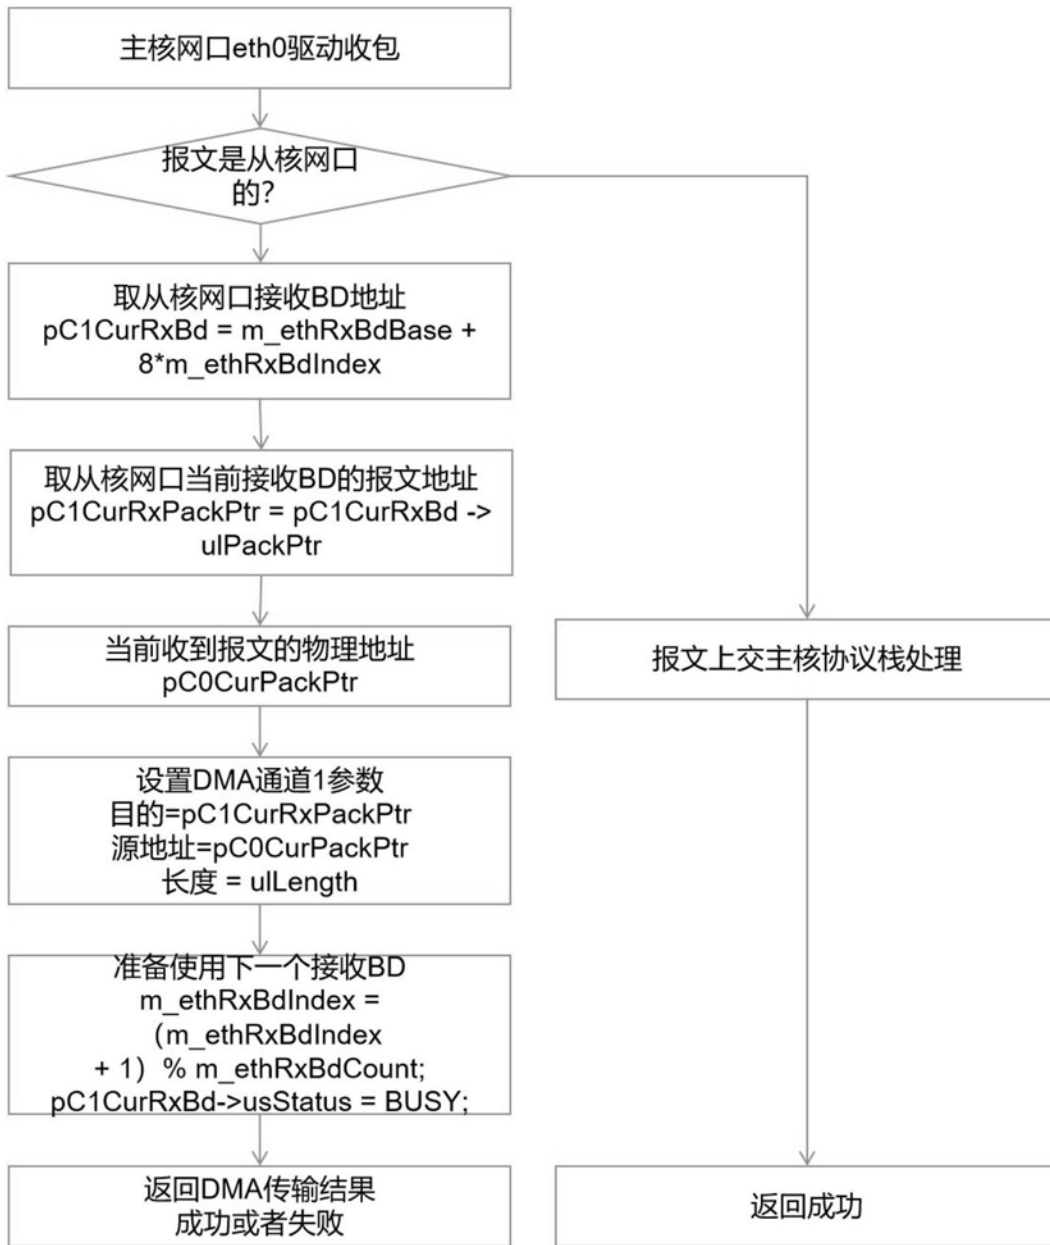 主核网口eth0驱动收包
报文是从核网口
的?
取从核网口接收BD地址
pC1CurRxBd = m_ethRxBdBase +
8*m_ethRxBdIndex
取从核网口当前接收BD的报文地址
pC1CurRxPackPtr = pC1CurRxBd ->
ulPackPtr
当前收到报文的物理地址
pC0CurPackPtr
报文上交主核协议栈处理
设置DMA通道1参数
目的=pC1CurRxPackPtr
源地址=pC0CurPackPtr
长度 = ulLength
准备使用下一个接收BD
m_ethRxBdIndex =
（m_ethRxBdIndex
+ 1）% m_ethRxBdCount;
pC1CurRxBd->usStatus = BUSY;
返回DMA传输结果
成功或者失败
返回成功